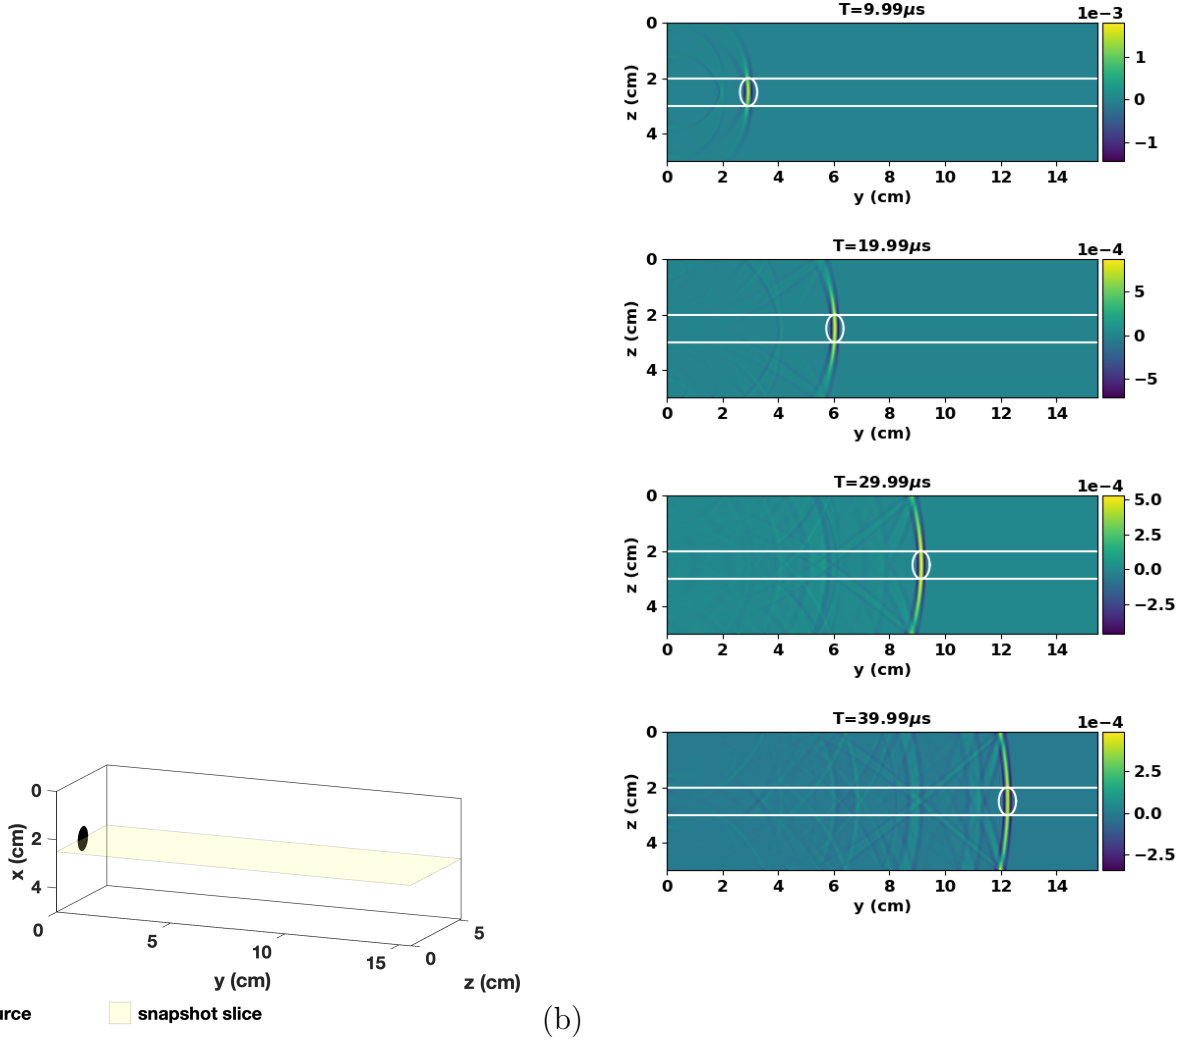 T=9.99μs
1e−3
0
2
4
z (cm)
1
0
−1
0 2 4 6 8 10 12 14
y (cm)
T=19.99μs
1e−4
0
2
4
z (cm)
5
0
−5
0 2 4 6 8 10 12 14
y (cm)
T=29.99μs
1e−4
0
2
4
z (cm)
5.0
2.5
0.0
−2.5
0 2 4 6 8 10 12 14
y (cm)
T=39.99μs
1e−4
0
2
4
z (cm)
2.5
0.0
−2.5
0 2 4 6 8 10 12 14
y (cm)
0
2
4
x (cm)
0 5 10 15
y (cm)
0 5
z (cm)
urce
snapshot slice
(b)